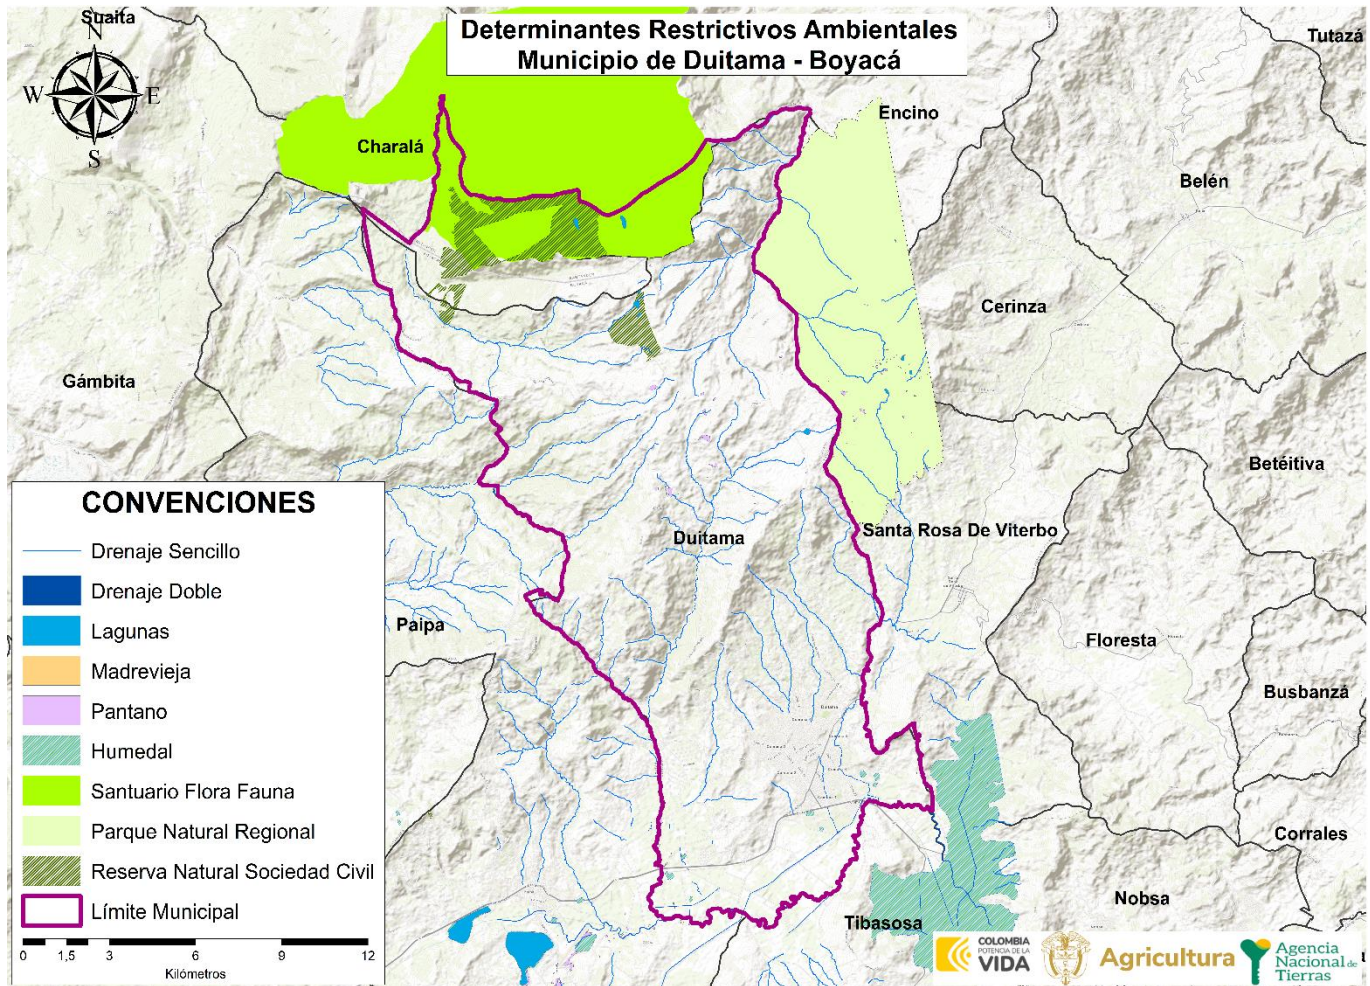 Determinantes Restrictivos Ambientales
Municipio de Duitama - Boyacá
Suaita
N
W
E
S
Tutazá
Encino
Charalá
Belén
Cerinza
Gámbita
Betéitiva
Duitama
Santa Rosa De Viterbo
Paipa
Floresta
Busbanzá
Corrales
Nobsa
Tibasosa
CONVENCIONES
Drenaje Sencillo
Drenaje Doble
Lagunas
Madrevieja
Pantano
Humedal
Santuario Flora Fauna
Parque Natural Regional
Reserva Natural Sociedad Civil
Límite Municipal
0 1,5 3 6 9 12
Kilómetros
COLOMBIA
POTENCIA DE LA
VIDA
Agricultura
Agencia
Nacional de
Tierras